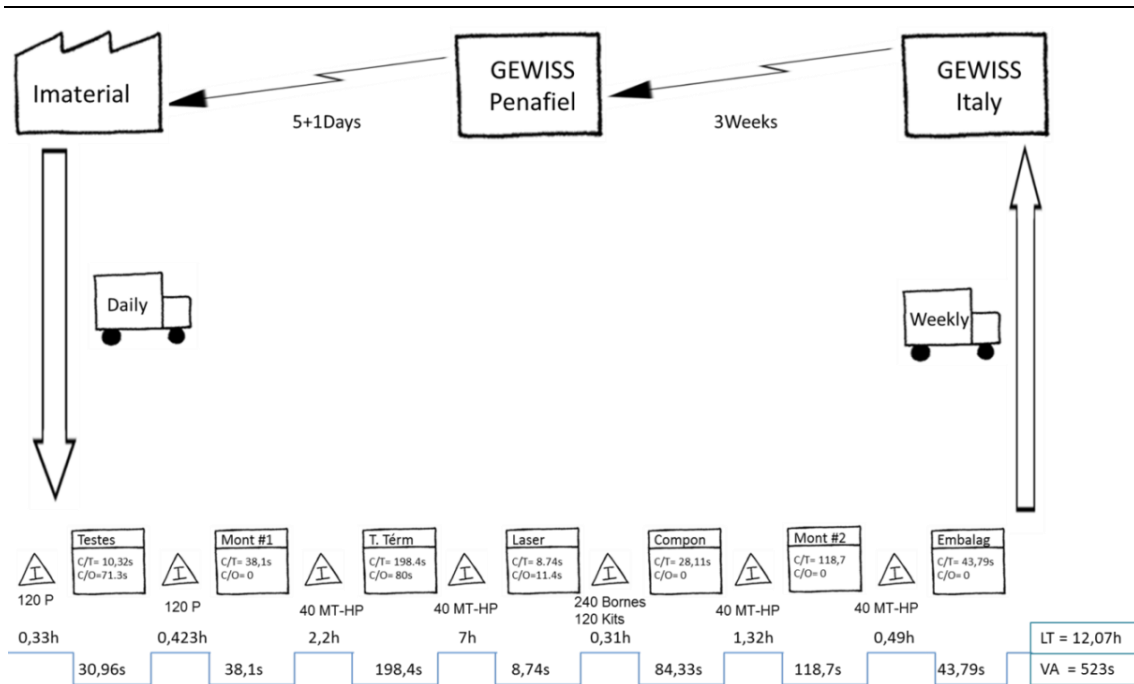 Imaterial
GEWISS
Penafiel
GEWISS
Italy
5+1Days
3Weeks
Daily
Weekly
Testes
C/T= 10,32s
C/O=71.3s
Mont #1
C/T= 38,1s
C/O= 0
T. Térm
C/T= 198.4s
C/O= 80s
Laser
C/T= 8.74s
C/O=11.4s
Compon
C/T= 28,11s
C/O= 0
Mont #2
C/T= 118,7
C/O= 0
Embalag
C/T= 43,79s
C/O= 0
I
I
I
I
I
I
I
120 P
120 P
40 MT-HP
40 MT-HP
240 Bornes
120 Kits
40 MT-HP
40 MT-HP
0,33h
0,423h
2,2h
7h
0,31h
1,32h
0,49h
LT = 12,07h
30,96s
38,1s
198,4s
8,74s
84,33s
118,7s
43,79s
VA = 523s